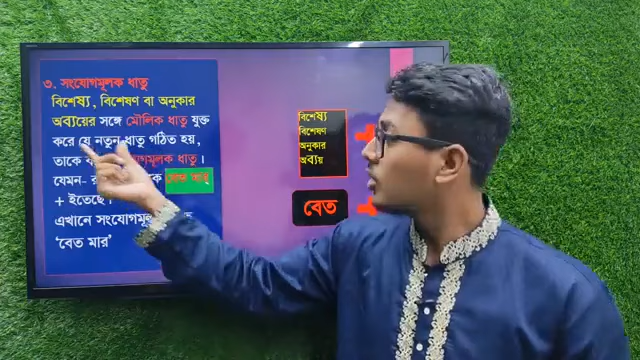 ৩. সংযোগমূলক ধাতু
বিশেষ্য, বিশেষণ বা অনুকার
অব্যয়ের সঙ্গে মৌলিক ধাতু যুক্ত
করে যে নতুন ধাতু গঠিত হয়,
তাকে গমূলক ধাতু।
যেমন-
+ ইতেছে।
এখানে সংযোগমূ
'বেত মার'
বিশেষ্য
বিশেষণ
অনুকার
অব্যয়
বেত